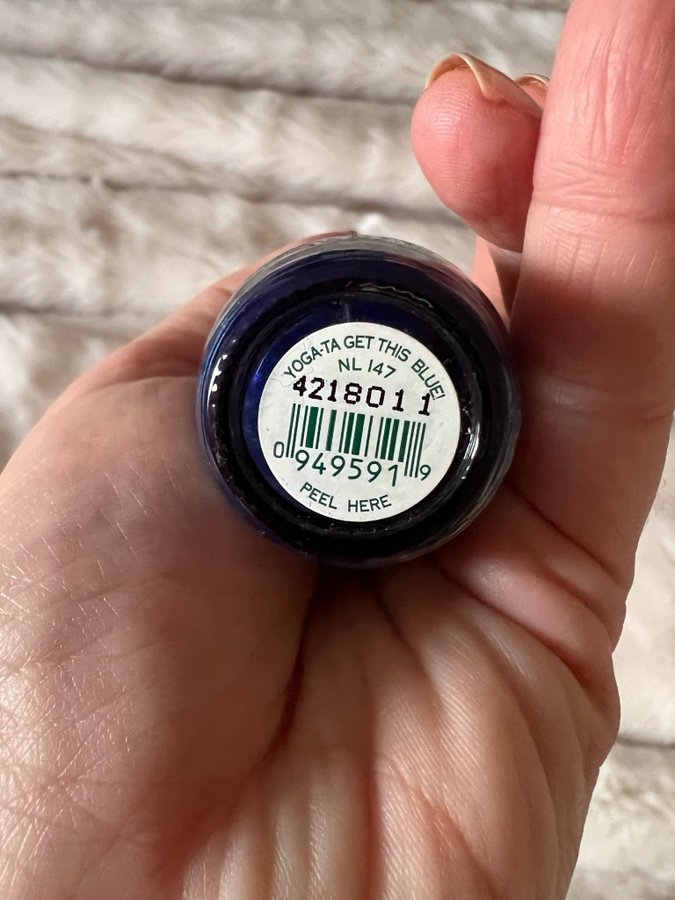 YOGA-TA GET THIS BLUE!
NL I47
4218011
0 949591 9
PEEL HERE